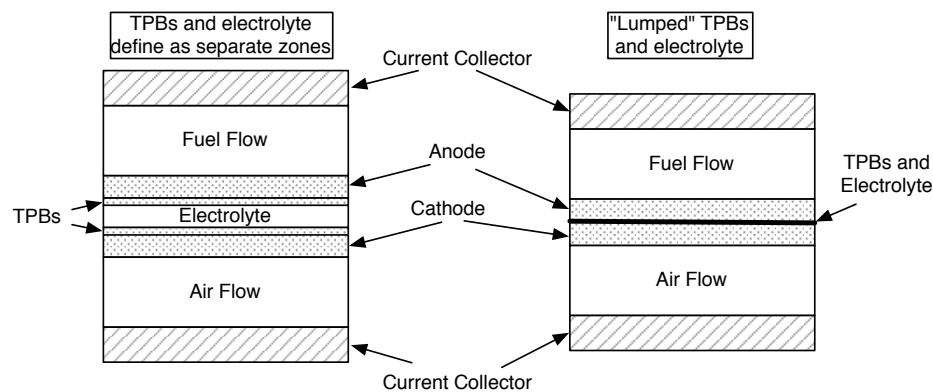 TPBs and electrolyte
define as separate zones
"Lumped" TPBs
and electrolyte
Current Collector
Fuel Flow
Fuel Flow
Anode
TPBs and
Electrolyte
TPBs
Electrolyte
Cathode
Air Flow
Air Flow
Current Collector